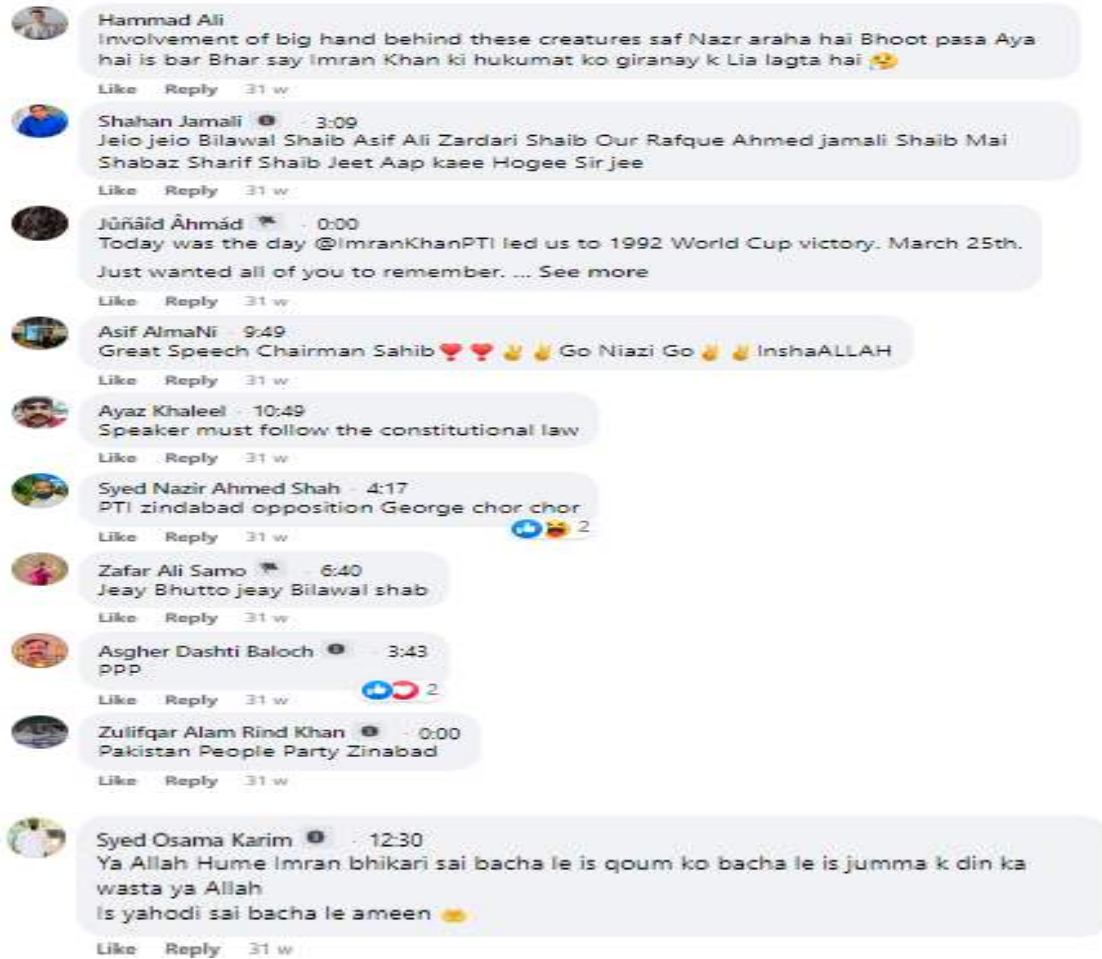 Hammad Ali
Involvement of big hand behind these creatures saf Nazr araha hai Bhoot pasa Aya
hai is bar Bhar say Imran Khan ki hukumat ko giranay k Lia lagta hai
Like Reply 31 w
Shahan Jamali · 3:09
Jeio jeio Bilawal Shaib Asif Ali Zardari Shaib Our Rafque Ahmed jamali Shaib Mai
Shabaz Sharif Shaib Jeet Aap kaee Hogee Sir jee
Like Reply 31 w
Jûñâîd Âhmád · 0:00
Today was the day @ImranKhanPTI led us to 1992 World Cup victory. March 25th.
Just wanted all of you to remember. ... See more
Like Reply 31 w
Asif AlmaNi · 9:49
Great Speech Chairman Sahib❣️❣️✌️✌️Go Niazi Go✌️✌️InshaALLAH
Like Reply 31 w
Ayaz Khaleel · 10:49
Speaker must follow the constitutional law
Like Reply 31 w
Syed Nazir Ahmed Shah · 4:17
PTI zindabad opposition George chor chor
2
Like Reply 31 w
Zafar Ali Samo · 6:40
Jeay Bhutto jeay Bilawal shab
Like Reply 31 w
Asgher Dashti Baloch · 3:43
PPP
2
Like Reply 31 w
Zulifqar Alam Rind Khan · 0:00
Pakistan People Party Zinabad
Like Reply 31 w
Syed Osama Karim · 12:30
Ya Allah Hume Imran bhikari sai bacha le is qoum ko bacha le is jumma k din ka
wasta ya Allah
Is yahodi sai bacha le ameen 🤲
Like Reply 31 w